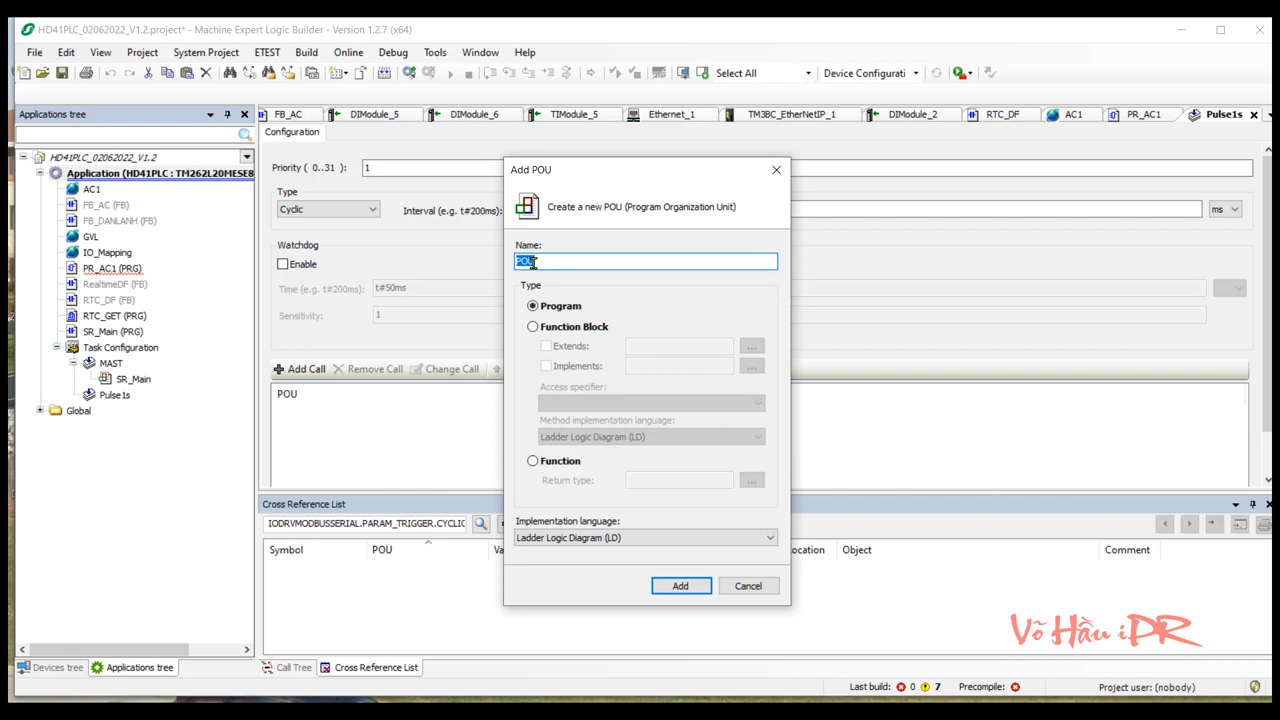 HD41PLC_02062022_V1.2.project* - Machine Expert Logic Builder - Version 1.2.7 (x64)
File Edit View Project System Project ETEST Build Online Debug Tools Window Help
Select All Device Configurati
Applications tree
FB_AC DIModule_5 DIModule_6 TIModule_5 Ethernet_1 TM3BC_EtherNetIP_1 DIModule_2 RTC_DF AC1 PR_AC1 Pulse1s
Configuration
HD41PLC_02062022_V1.2
Application (HD41PLC : TM262L20MESE8
AC1
FB_AC (FB)
FB_DANLANH (FB)
GVL
IO_Mapping
PR_AC1 (PRG)
RealtimeDF (FB)
RTC_DF (FB)
RTC_GET (PRG)
SR_Main (PRG)
Task Configuration
MAST
SR_Main
Pulse1s
Global
Priority ( 0..31 ): 1
Type
Cyclic Interval (e.g. t#200ms): ms
Watchdog
Enable
Time (e.g. t#200ms): t#50ms
Sensitivity: 1
Add Call Remove Call Change Call
POU
Add POU
Create a new POU (Program Organization Unit)
Name:
POU
Type
Program
Function Block
Extends: ...
Implements: ...
Access specifier:
Method implementation language:
Ladder Logic Diagram (LD)
Function
Return type: ...
Implementation language:
Ladder Logic Diagram (LD)
Add Cancel
Cross Reference List
IODRVMODBUSSERIAL.PARAM_TRIGGER.CYCLIC
Symbol POU Va ocation Object Comment
Võ Hầu iDR
Devices tree Applications tree Call Tree Cross Reference List
Last build: 0 7 Precompile: Project user: (nobody)